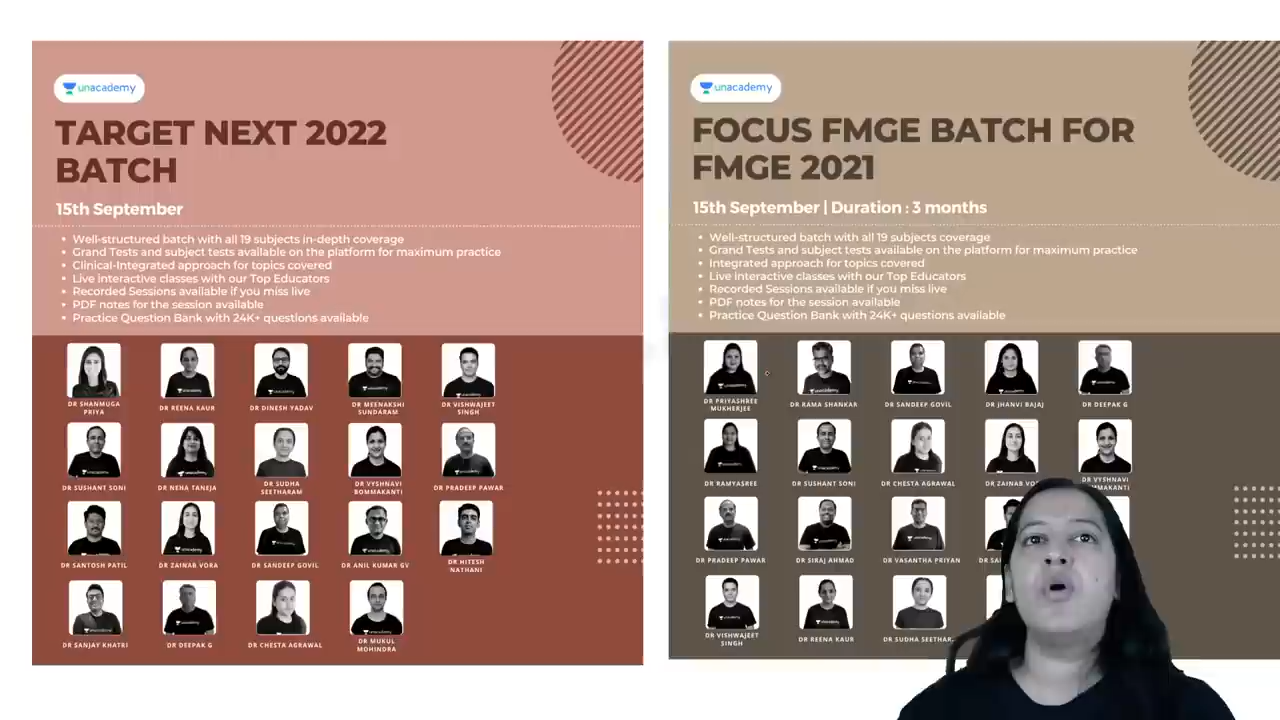 unacademy
TARGET NEXT 2022
BATCH
15th September
Well-structured batch with all 19 subjects in-depth coverage
Grand Tests and subject tests available on the platform for maximum practice
Clinical-Integrated approach for topics covered
Live interactive classes with our Top Educators
Recorded Sessions available if you miss live
PDF notes for the session available
Practice Question Bank with 24K+ questions available
DR SHANMUGA
PRIYA
DR REENA KAUR
DR DINESH YADAV
DR MEENAKSHI
SUNDARAM
DR VISHWAJEET
SINGH
DR SUSHANT SONI
DR NEHA TANEJA
DR SUDHA
SEETHARAM
DR VYSHNAVI
BOMMAKANTI
DR PRADEEP PAWAR
DR SANTOSH PATIL
DR ZAINAB VORA
DR SANDEEP GOVIL
DR ANIL KUMAR GV
DR HITESH
NATHANI
DR SANJAY KHATRI
DR DEEPAK G
DR CHESTA AGRAWAL
DR MUKUL
MOHINDRA
unacademy
FOCUS FMGE BATCH FOR
FMGE 2021
15th September | Duration : 3 months
Well-structured batch with all 19 subjects coverage
Grand Tests and subject tests available on the platform for maximum practice
Integrated approach for topics covered
Live interactive classes with our Top Educators
Recorded Sessions available if you miss live
PDF notes for the session available
Practice Question Bank with 24K+ questions available
DR PRIYASHREE
MUKHERJEE
DR RAMA SHANKAR
DR SANDEEP GOVIL
DR JHANVI BAJAJ
DR DEEPAK G
DR RAMYASREE
DR SUSHANT SONI
DR CHESTA AGRAWAL
DR ZAINAB
DR VYSHNAVI
DR PRADEEP PAWAR
DR SIRAJ AHMAD
DR VASANTHA PRIYAN
DR VISHWAJEET
SINGH
DR REENA KAUR
DR SUDHA